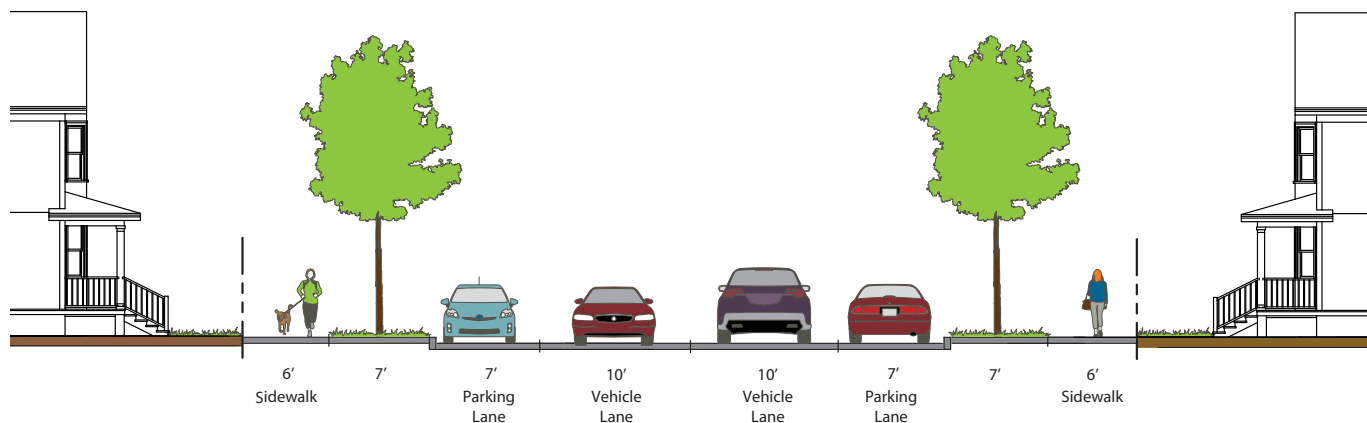 6’ 7’ 7’ 10’ 10’ 7’ 7’ 6’
Sidewalk Parking Vehicle Vehicle Parking Sidewalk
Lane Lane Lane Lane